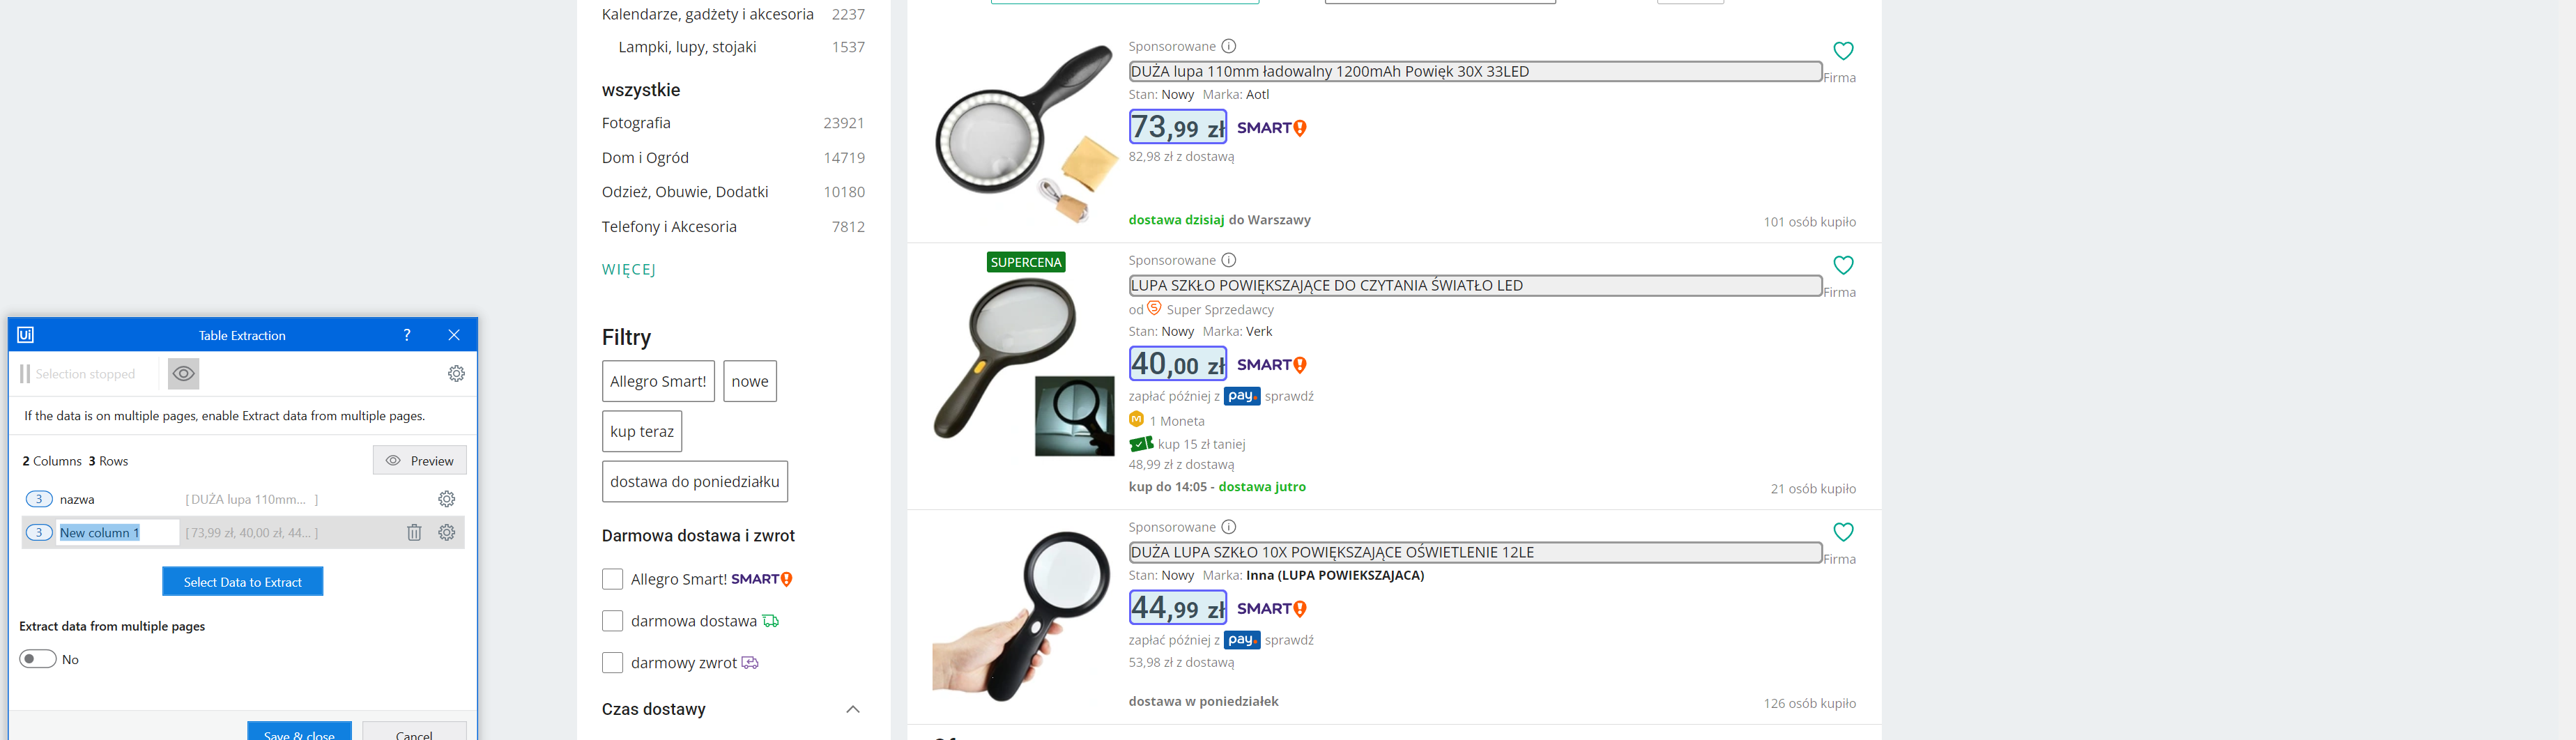 Kalendarze, gadżety i akcesoria 2237
Lampki, lupy, stojaki 1537
wszystkie
Fotografia 23921
Dom i Ogród 14719
Odzież, Obuwie, Dodatki 10180
Telefony i Akcesoria 7812
WIĘCEJ
Filtry
Allegro Smart! nowe
kup teraz
dostawa do poniedziałku
Darmowa dostawa i zwrot
Allegro Smart! SMART!
darmowa dostawa
darmowy zwrot
Czas dostawy
Ui Table Extraction ?
Selection stopped
If the data is on multiple pages, enable Extract data from multiple pages.
2 Columns 3 Rows Preview
3 nazwa [ DUŻA lupa 110mm... ]
3 New column 1 [ 73,99 zł, 40,00 zł, 44... ]
Select Data to Extract
Extract data from multiple pages
No
Save & close Cancel
Sponsorowane
DUŻA lupa 110mm ładowalny 1200mAh Powięk 30X 33LED
Firma
Stan: Nowy Marka: Aotl
73,99 zł SMART!
82,98 zł z dostawą
dostawa dzisiaj do Warszawy
101 osób kupiło
SUPERCENA
Sponsorowane
LUPA SZKŁO POWIĘKSZAJĄCE DO CZYTANIA ŚWIATŁO LED
Firma
od Super Sprzedawcy
Stan: Nowy Marka: Verk
40,00 zł SMART!
zapłać później z pay. sprawdź
M 1 Moneta
kup 15 zł taniej
48,99 zł z dostawą
kup do 14:05 - dostawa jutro
21 osób kupiło
Sponsorowane
DUŻA LUPA SZKŁO 10X POWIĘKSZAJĄCE OŚWIETLENIE 12LE
Firma
Stan: Nowy Marka: Inna (LUPA POWIEKSZAJACA)
44,99 zł SMART!
zapłać później z pay. sprawdź
53,98 zł z dostawą
dostawa w poniedziałek
126 osób kupiło